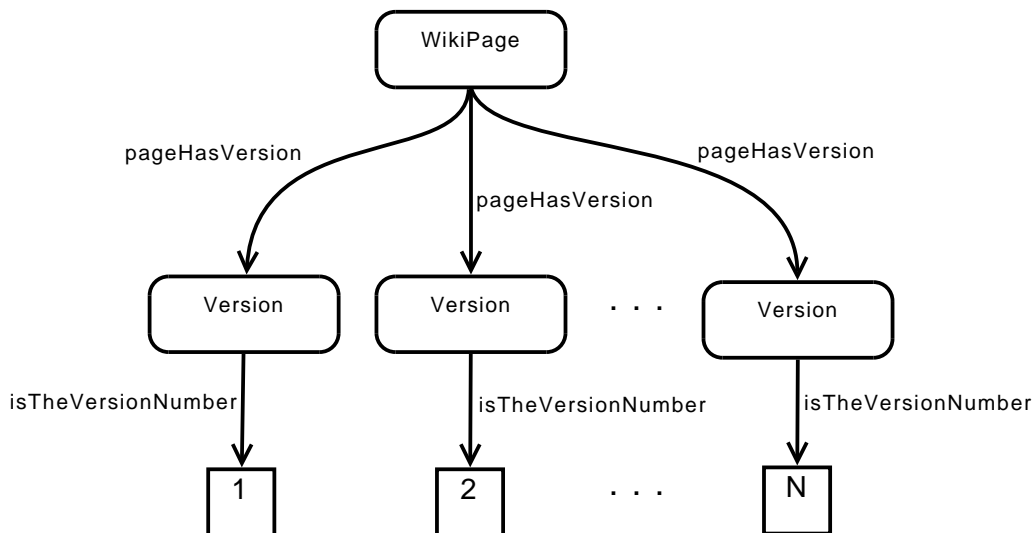 WikiPage
pageHasVersion
pageHasVersion
pageHasVersion
Version
Version
. . .
Version
isTheVersionNumber
isTheVersionNumber
isTheVersionNumber
1
2
. . .
N